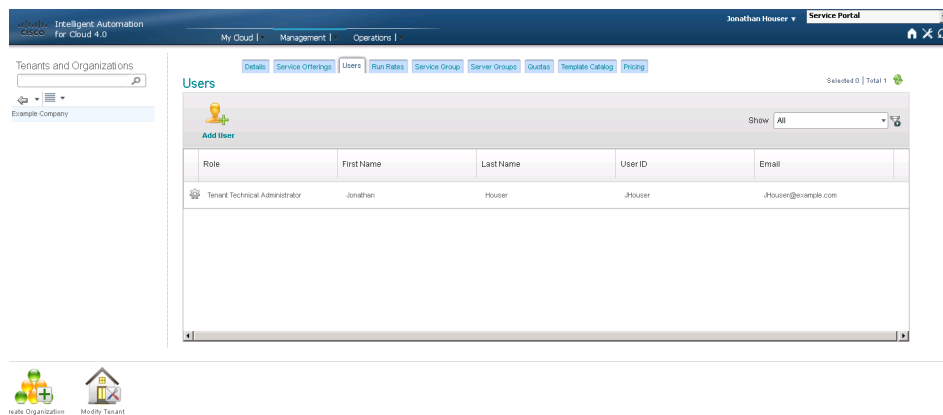 Jonathan Houser
Service Portal
CISCO
Intelligent Automation
for Cloud 4.0
My Cloud | Management | Operations |
Tenants and Organizations
Example Company
Details Service Offerings Users Run Rates Service Group Server Groups Quotas Template Catalog Pricing
Users
Selected 0 | Total 1
Add User
Show All
Role First Name Last Name User ID Email
Tenant Technical Administrator Jonathan Houser JHouser JHouser@example.com
reate Organization Modify Tenant